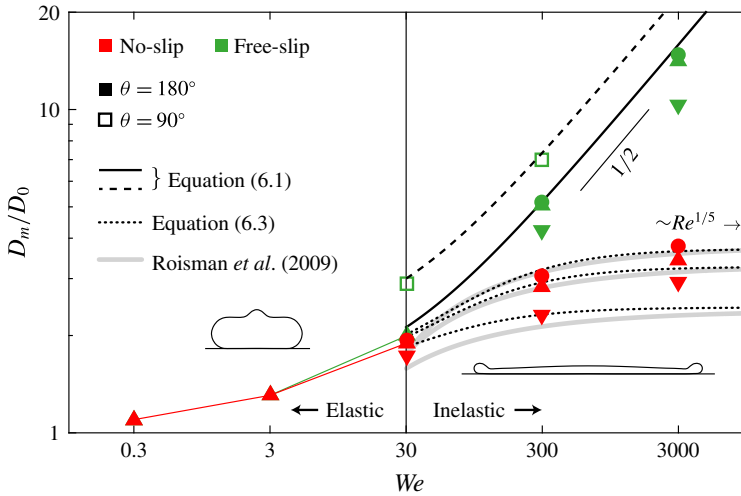 20
10
1
D_m/D_0
No-slip
Free-slip
θ = 180°
θ = 90°
} Equation (6.1)
Equation (6.3)
Roisman et al. (2009)
1/2
~Re^{1/5} →
← Elastic
Inelastic →
0.3
3
30
300
3000
We